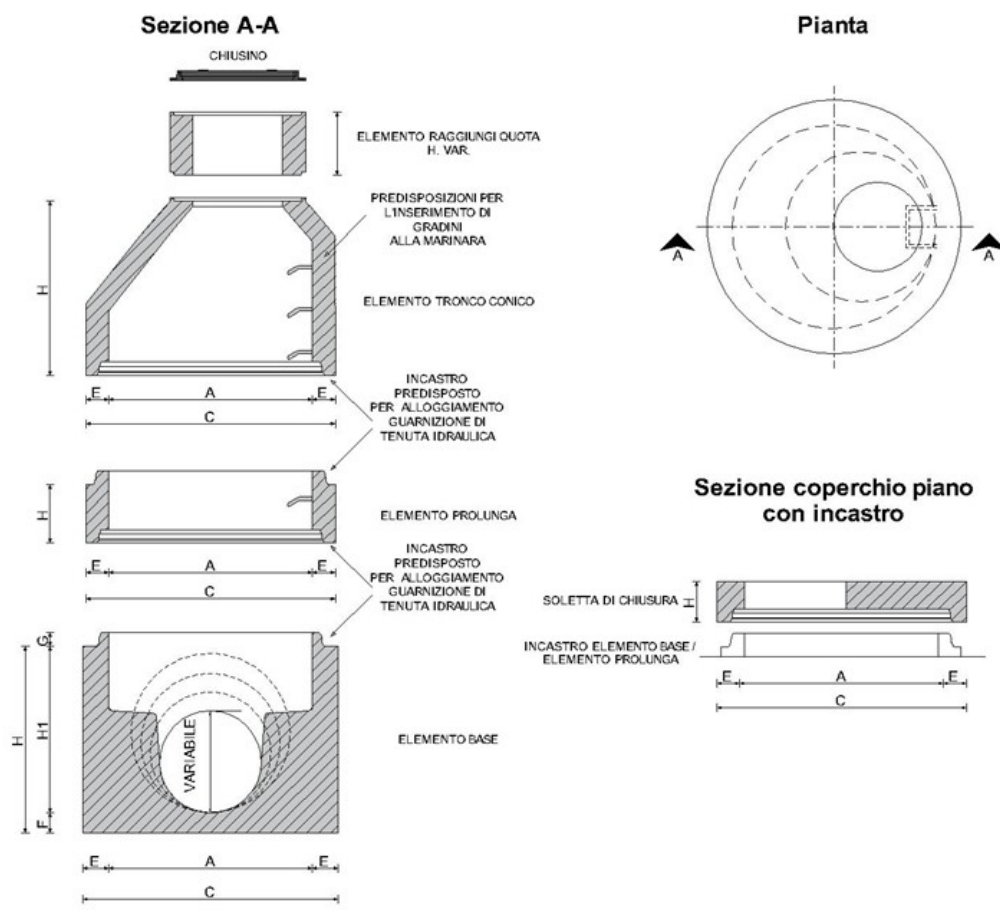 Sezione A-A
CHIUSINO
ELEMENTO RAGGIUNGI QUOTA
H. VAR.
PREDISPOSIZIONI PER
L'INSERIMENTO DI
GRADINI
ALLA MARINARA
H
ELEMENTO TRONCO CONICO
E A E
C
INCASTRO
PREDISPOSTO
PER ALLOGGIAMENTO
GUARNIZIONE DI
TENUTA IDRAULICA
H
ELEMENTO PROLUNGA
E A E
C
INCASTRO
PREDISPOSTO
PER ALLOGGIAMENTO
GUARNIZIONE DI
TENUTA IDRAULICA
G
H
H1
F
VARIABILE
ELEMENTO BASE
E A E
C
Pianta
A A
Sezione coperchio piano
con incastro
SOLETTA DI CHIUSURA
H
INCASTRO ELEMENTO BASE /
ELEMENTO PROLUNGA
E A E
C